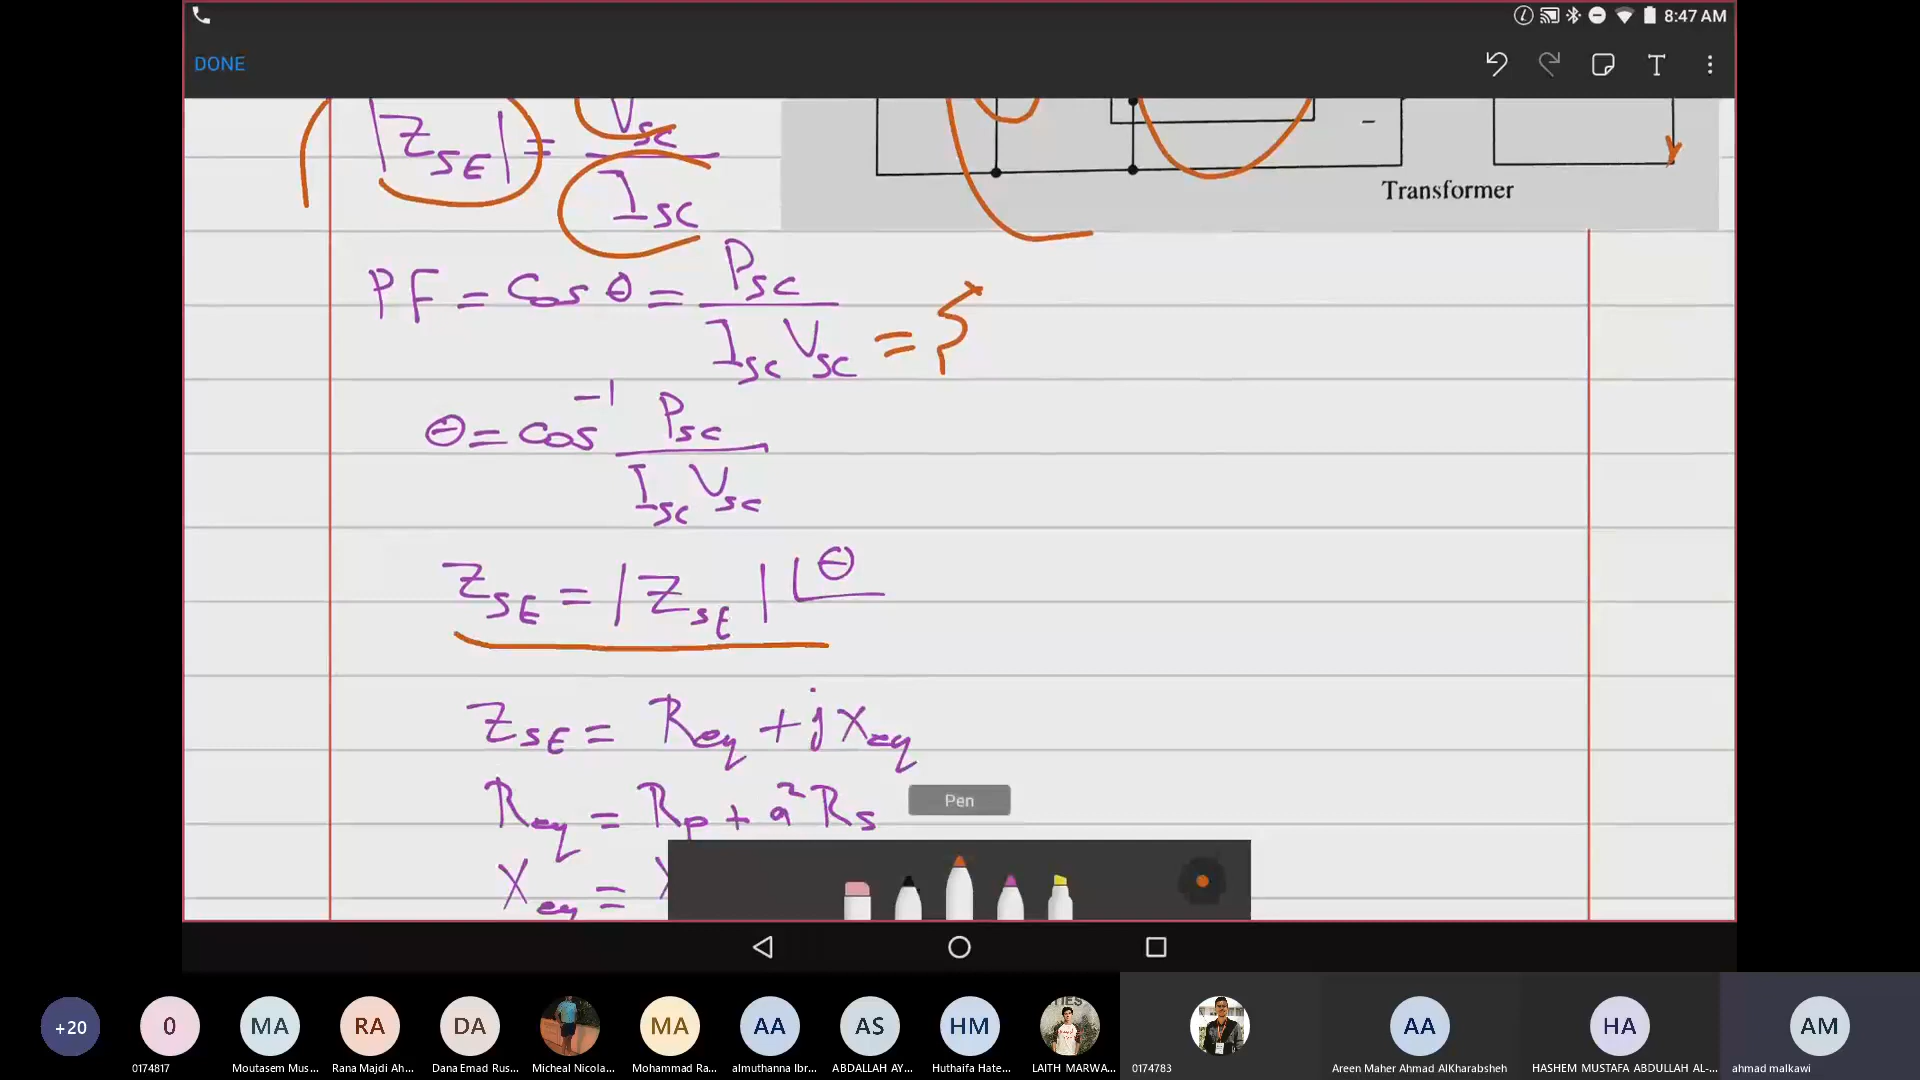 8:47 AM
DONE
|Z_SE| = V_sc / I_sc
Transformer
PF = Cos θ = P_sc / I_sc V_sc = }
θ = cos^-1 P_sc / I_sc V_sc
Z_SE = |Z_SE| ∠θ
Z_SE = R_eq + j X_eq
R_eq = R_p + a^2 R_s
X_eq =
Pen
+20
0
MA
RA
DA
MA
AA
AS
HM
AA
HA
AM
0174817
Moutasem Mus...
Rana Majdi Ah...
Dana Emad Rus...
Micheal Nicola...
Mohammad Ra...
almuthanna Ibr...
ABDALLAH AY...
Huthaifa Hate...
LAITH MARWA...
0174783
Areen Maher Ahmad AlKharabsheh
HASHEM MUSTAFA ABDULLAH AL-...
ahmad malkawi